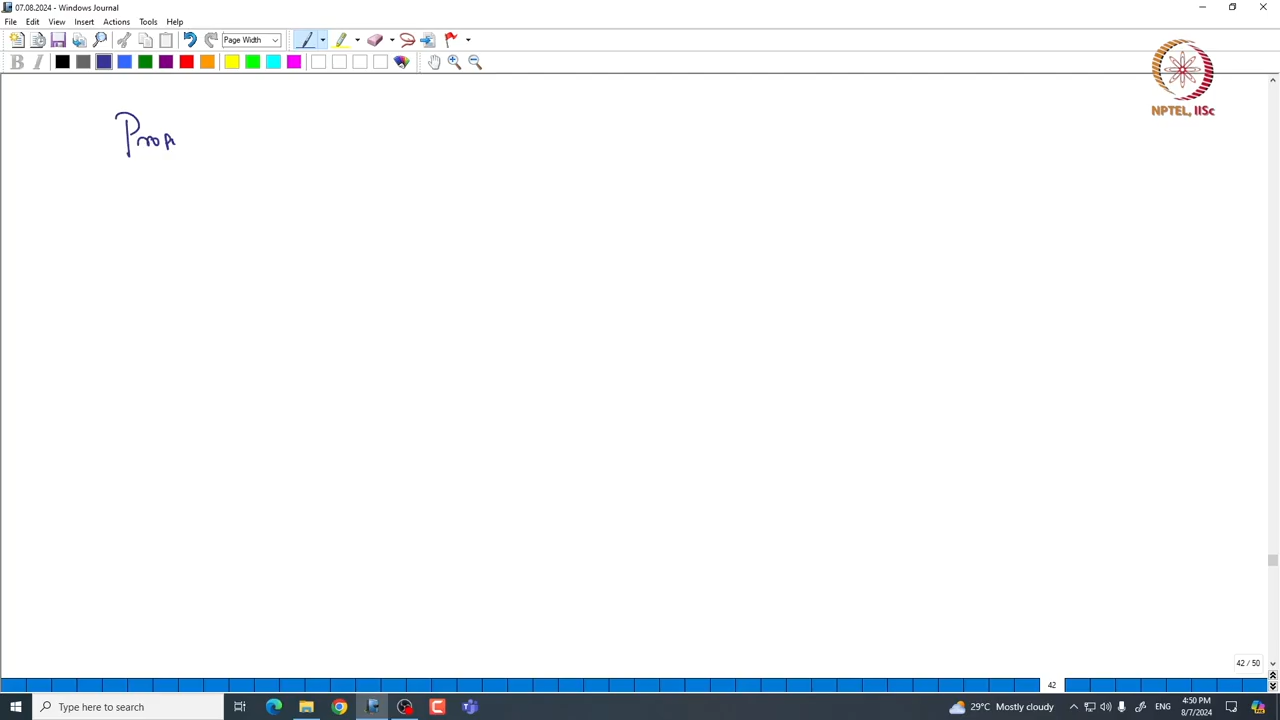 07.08.2024 - Windows Journal
File Edit View Insert Actions Tools Help
Page Width
B I
NPTEL, IISc
Prop
42 / 50
42
Type here to search
29°C Mostly cloudy
ENG
4:50 PM
8/7/2024